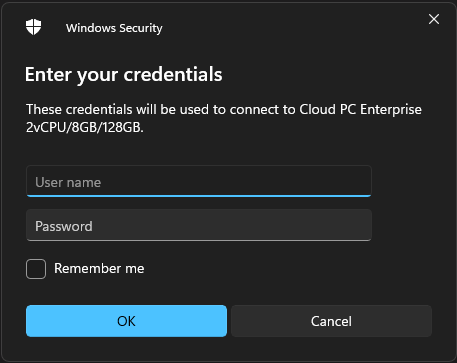 Windows Security
Enter your credentials
These credentials will be used to connect to Cloud PC Enterprise
2vCPU/8GB/128GB.
User name
Password
Remember me
OK
Cancel